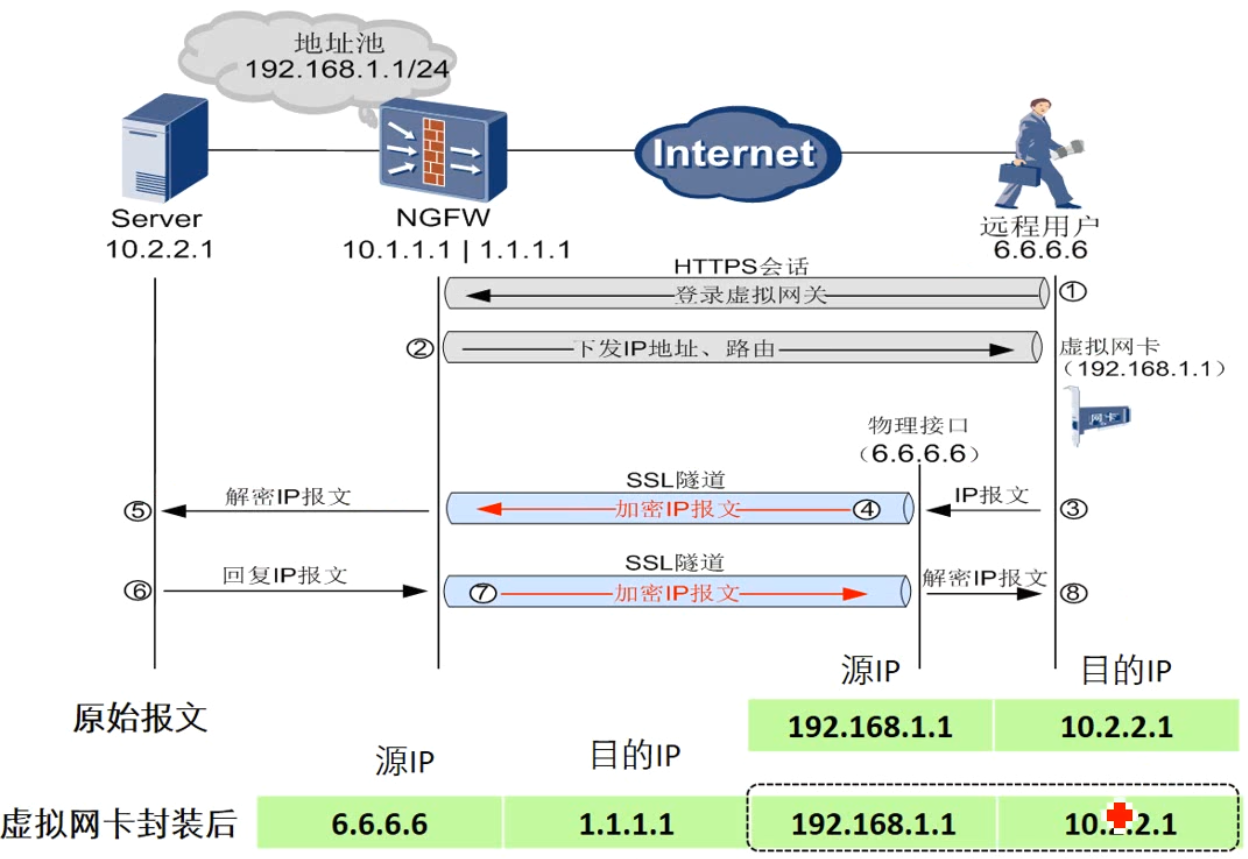 地址池
192.168.1.1/24
Internet
Server
10.2.2.1
NGFW
10.1.1.1 | 1.1.1.1
远程用户
6.6.6.6
HTTPS会话
登录虚拟网关
①
②
下发IP地址、路由
虚拟网卡
（192.168.1.1）
网卡
物理接口
（6.6.6.6）
SSL隧道
⑤
解密IP报文
加密IP报文
④
IP报文
③
SSL隧道
⑥
回复IP报文
⑦
加密IP报文
解密IP报文
⑧
源IP
目的IP
原始报文
192.168.1.1
10.2.2.1
源IP
目的IP
虚拟网卡封装后
6.6.6.6
1.1.1.1
192.168.1.1
10.2.2.1